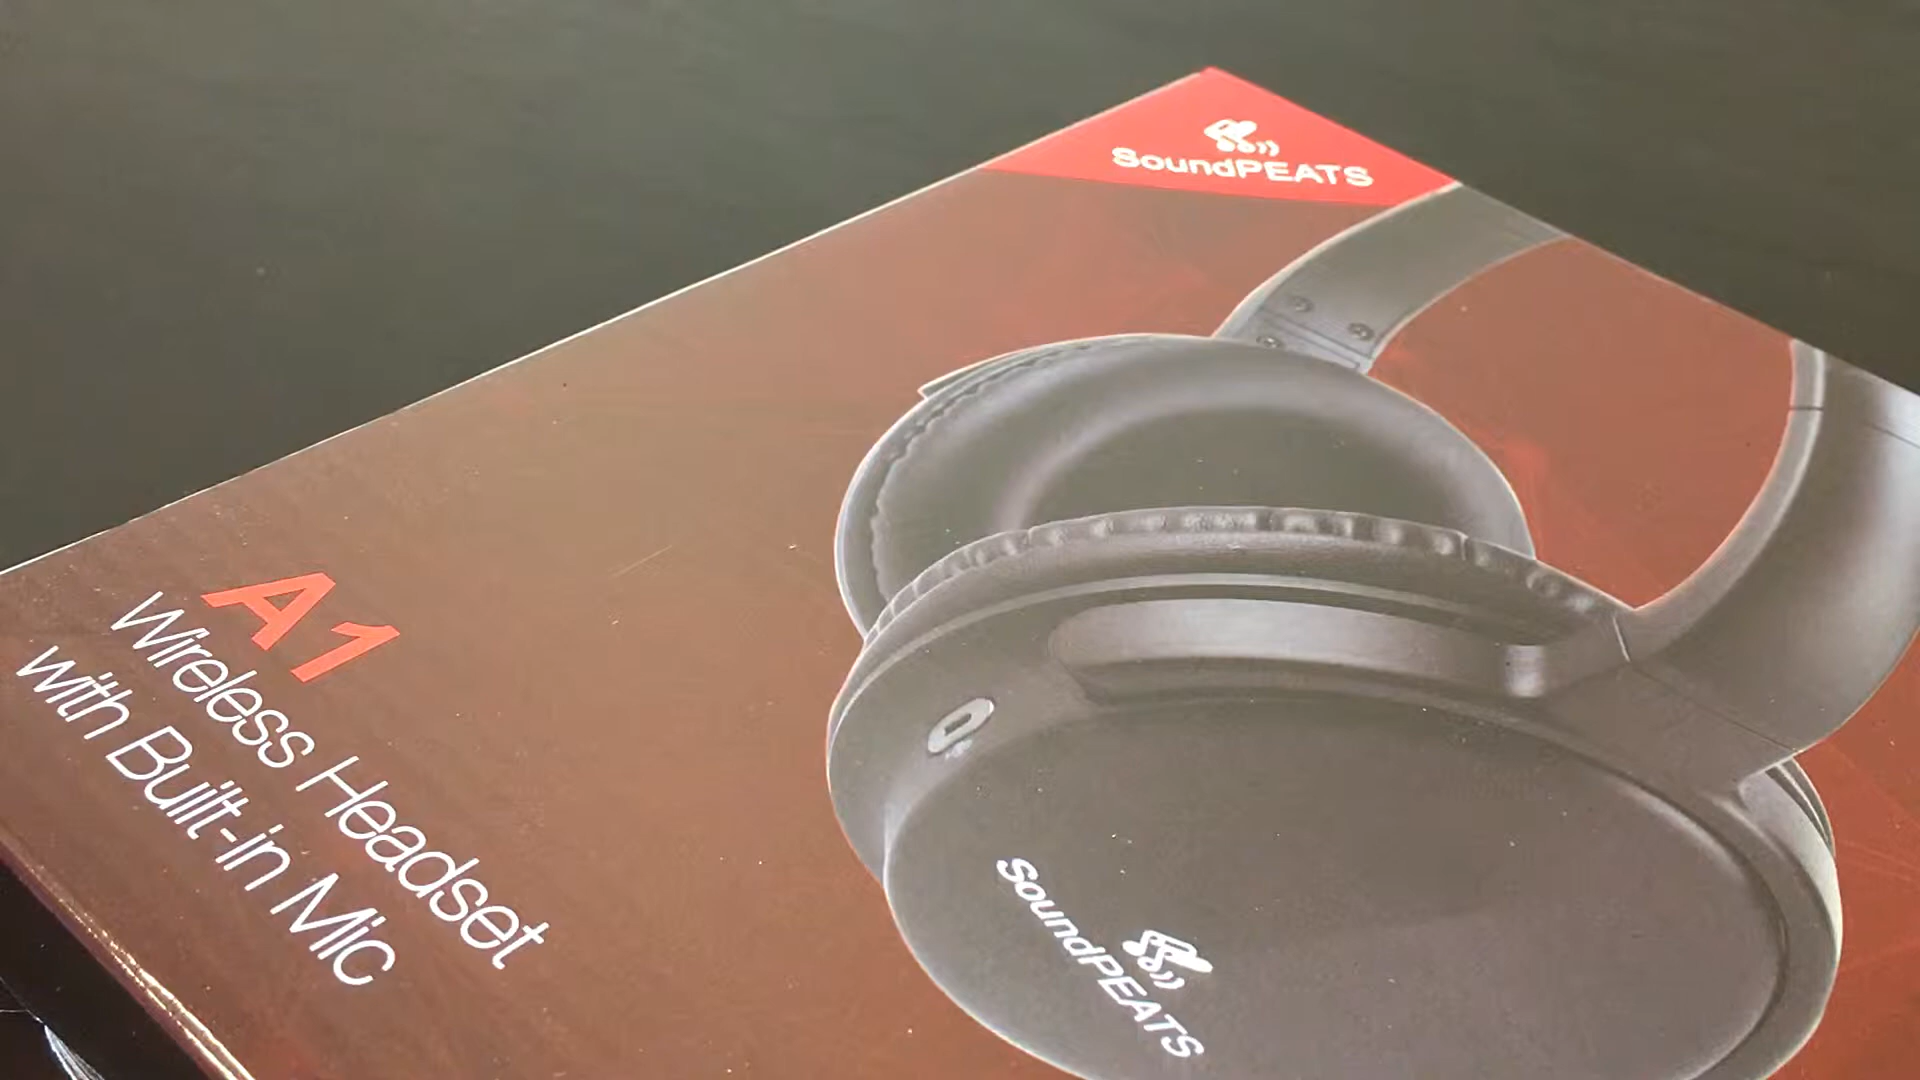 SoundPEATS
A1
Wireless Headset
with Built-in Mic
SoundPEATS